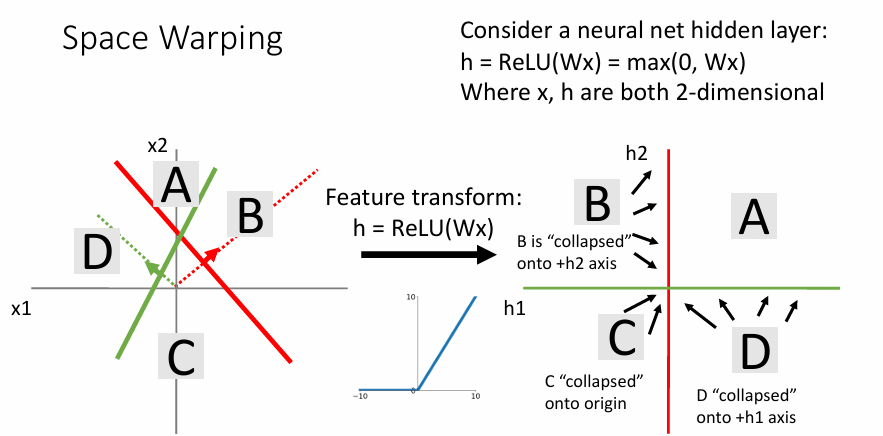 Space Warping
Consider a neural net hidden layer:
h = ReLU(Wx) = max(0, Wx)
Where x, h are both 2-dimensional
x2
A
B
D
C
x1
Feature transform:
h = ReLU(Wx)
10
0
−10
10
h2
B
A
B is “collapsed”
onto +h2 axis
h1
C
D
C “collapsed”
onto origin
D “collapsed”
onto +h1 axis